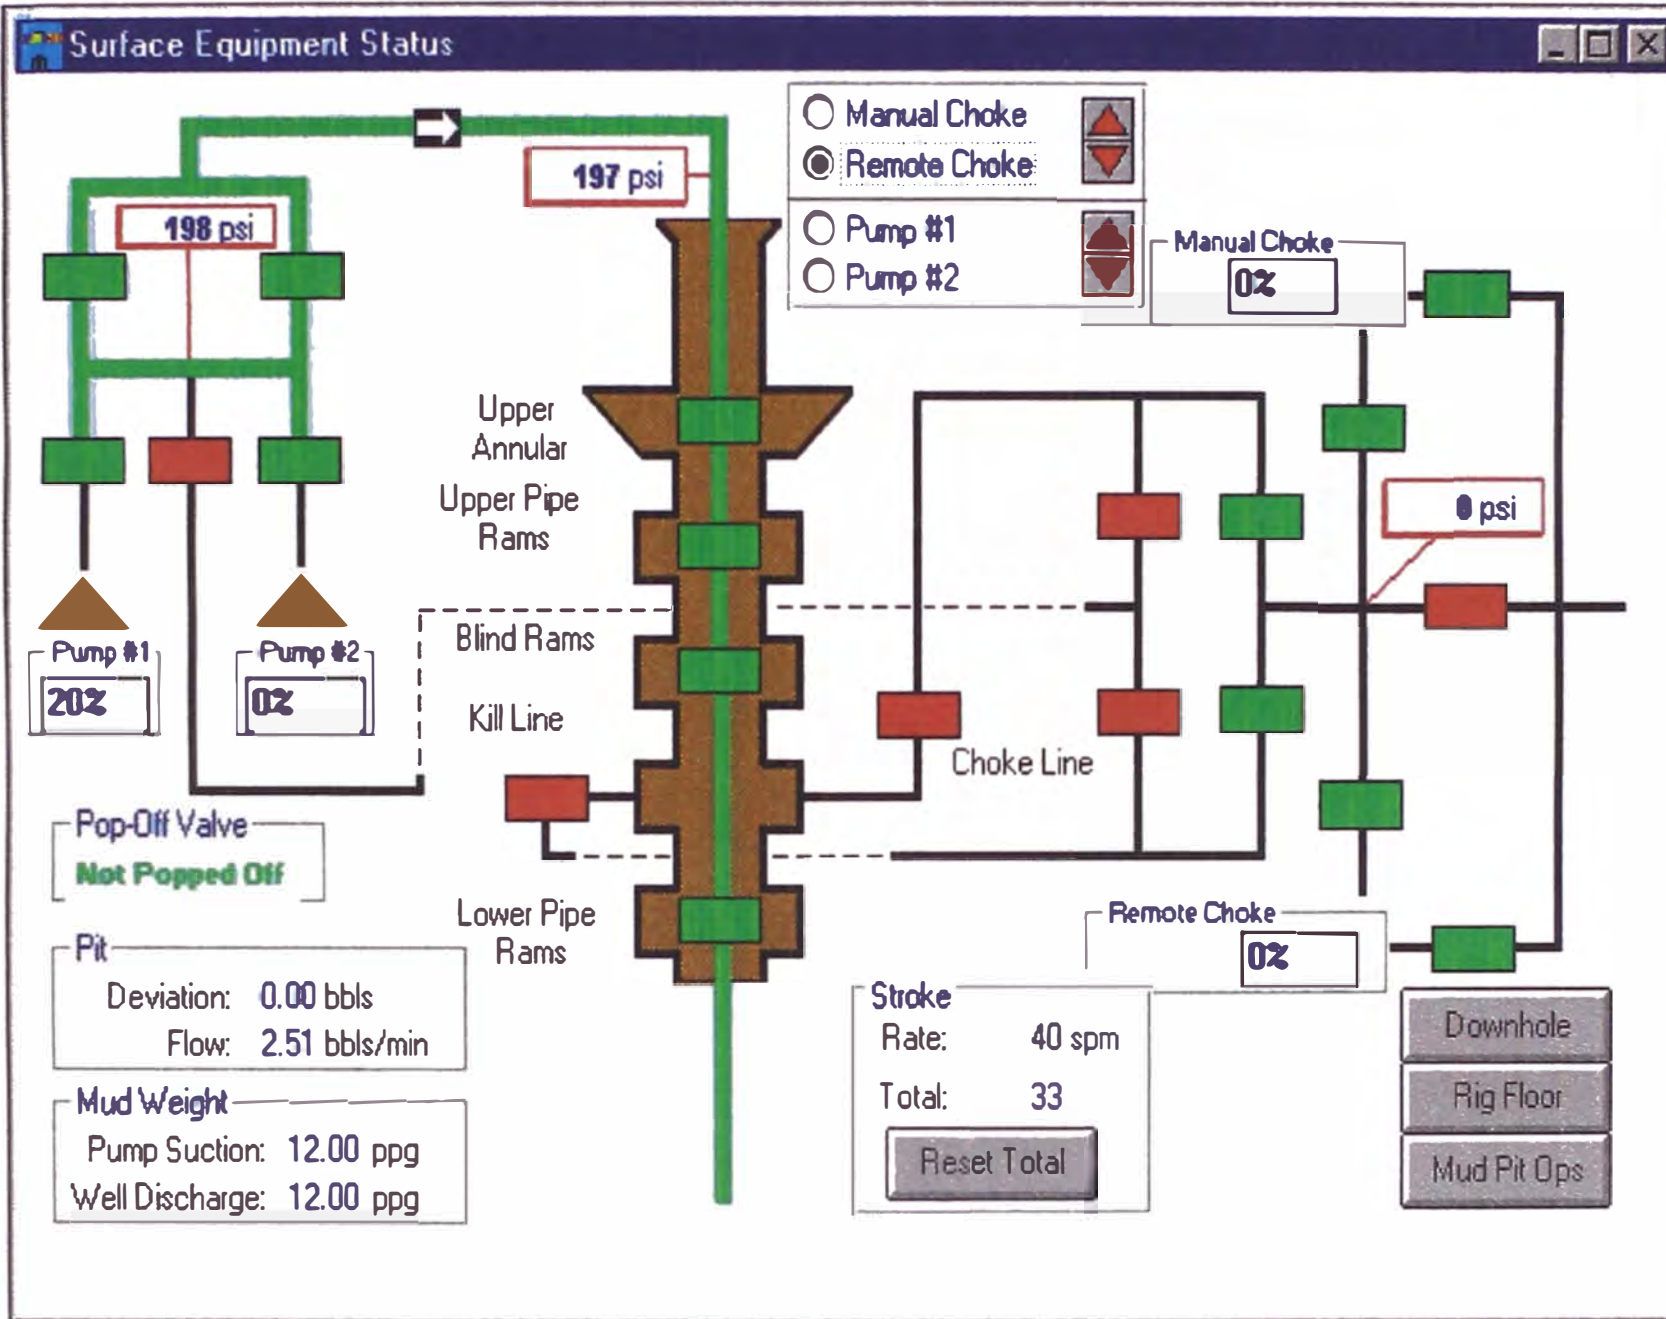 Surface Equipment Status
Manual Choke
Remote Choke
Pump #1
Pump #2
197 psi
198 psi
Manual Choke
0%
Upper
Annular
Upper Pipe
Rams
0 psi
Blind Rams
Pump #1
20%
Pump #2
0%
Kill Line
Choke Line
Pop-Off Valve
Not Popped Off
Lower Pipe
Rams
Remote Choke
0%
Pit
Deviation: 0.00 bbls
Flow: 2.51 bbls/min
Mud Weight
Pump Suction: 12.00 ppg
Well Discharge: 12.00 ppg
Stroke
Rate: 40 spm
Total: 33
Reset Total
Downhole
Rig Floor
Mud Pit Ops